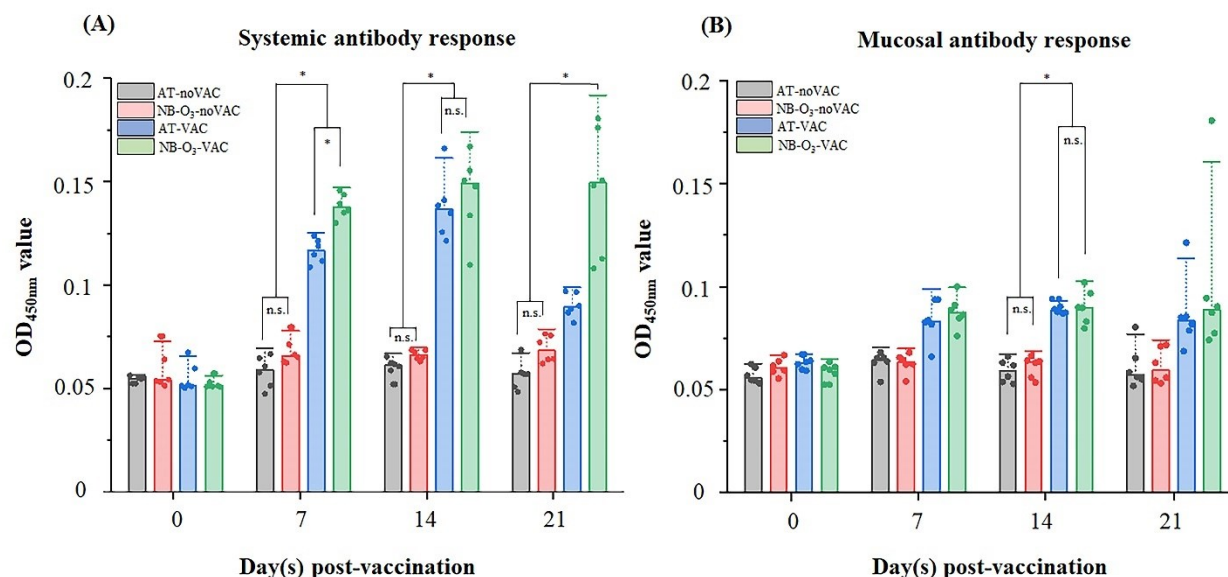 (A)
Systemic antibody response
AT-noVAC
NB-O₃-noVAC
AT-VAC
NB-O₃-VAC
0.2
0.15
0.1
0.05
0
OD450nm value
*
*
n.s.
*
n.s.
n.s.
*
n.s.
0
7
14
21
Day(s) post-vaccination
(B)
Mucosal antibody response
AT-noVAC
NB-O₃-noVAC
AT-VAC
NB-O₃-VAC
0.2
0.15
0.1
0.05
0
OD450nm value
*
n.s.
n.s.
0
7
14
21
Day(s) post-vaccination